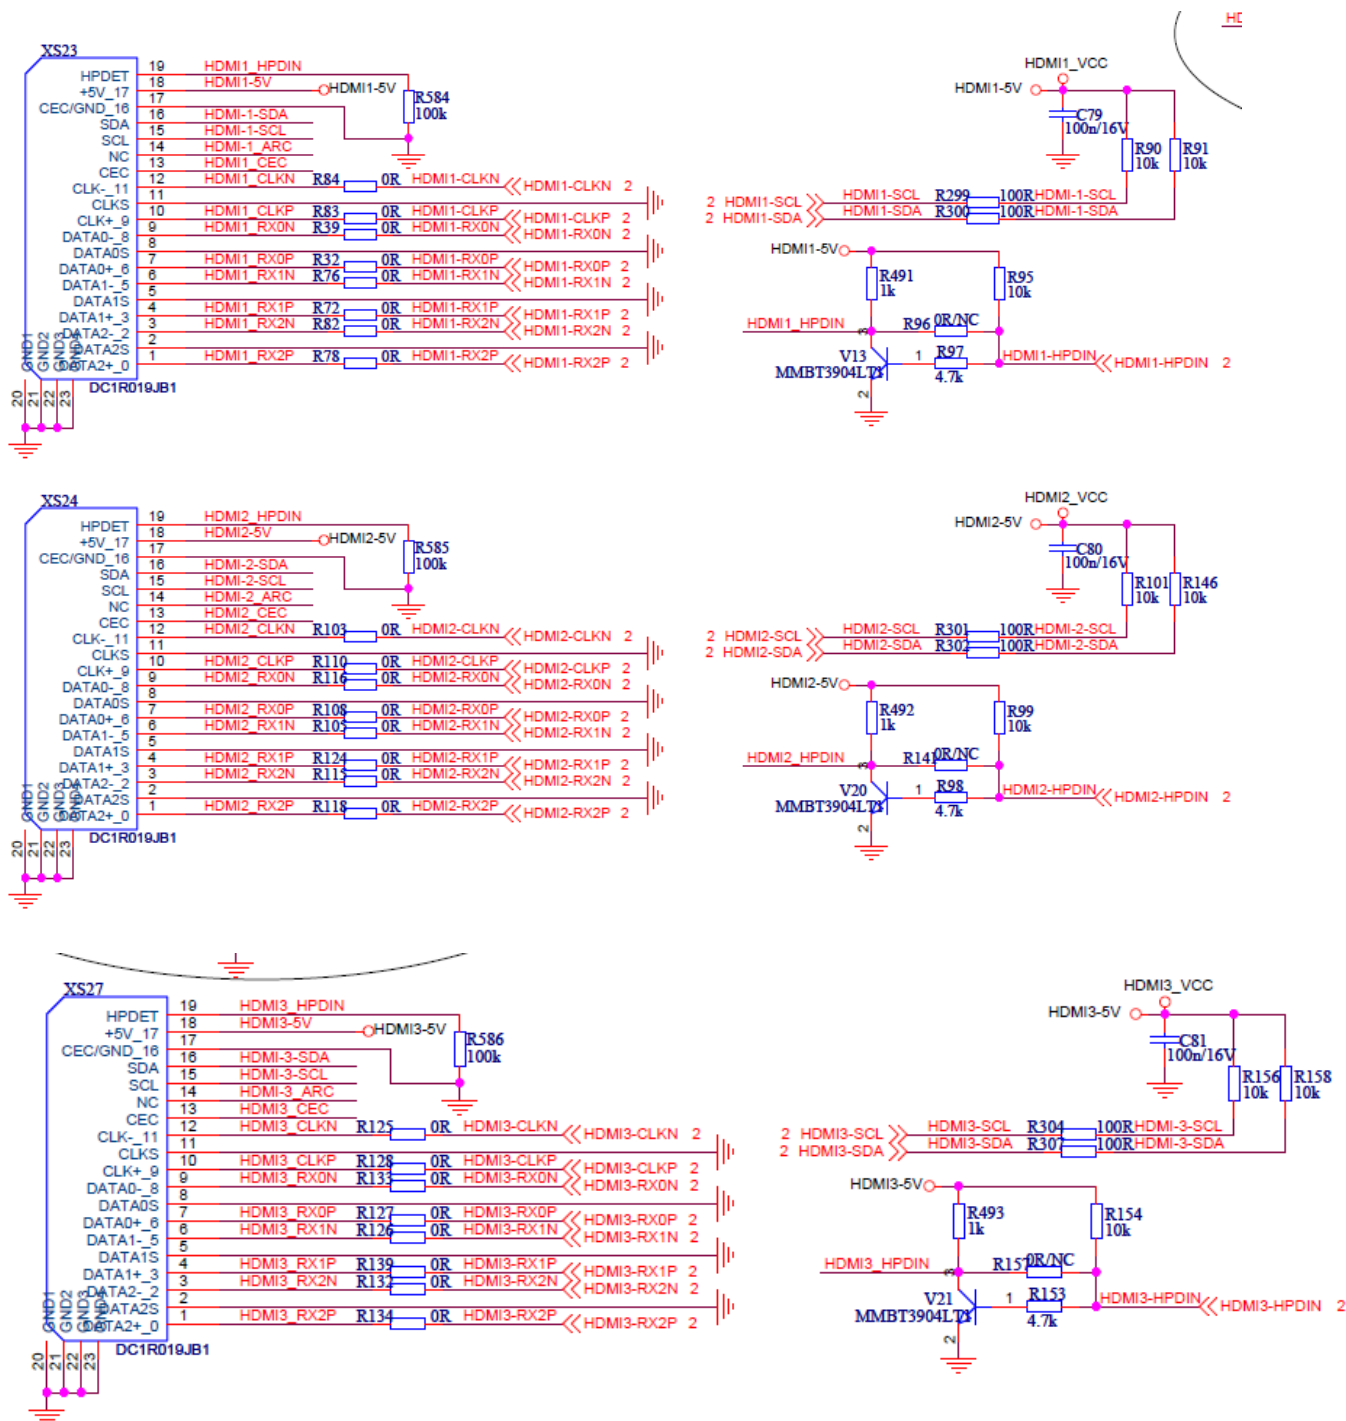 HD
XS23
HPDET 19 HDMI1_HPDIN
+5V_17 18 HDMI1-5V HDMI1-5V
CEC/GND_16 17
SDA 16 HDMI-1-SDA
SCL 15 HDMI-1-SCL
NC 14 HDMI-1_ARC
CEC 13 HDMI1_CEC
CLK-_11 12 HDMI1_CLKN R84 0R HDMI1-CLKN HDMI1-CLKN 2
CLKS 11
CLK+_9 10 HDMI1_CLKP R83 0R HDMI1-CLKP HDMI1-CLKP 2
DATA0-_8 9 HDMI1_RX0N R39 0R HDMI1-RX0N HDMI1-RX0N 2
DATA0S 8
DATA0+_6 7 HDMI1_RX0P R32 0R HDMI1-RX0P HDMI1-RX0P 2
DATA1-_5 6 HDMI1_RX1N R76 0R HDMI1-RX1N HDMI1-RX1N 2
DATA1S 5
DATA1+_3 4 HDMI1_RX1P R72 0R HDMI1-RX1P HDMI1-RX1P 2
DATA2-_2 3 HDMI1_RX2N R82 0R HDMI1-RX2N HDMI1-RX2N 2
DATA2S 2
DATA2+_0 1 HDMI1_RX2P R78 0R HDMI1-RX2P HDMI1-RX2P 2
R584
100k
GND1 GND2 GND3 GND4
DC1R019JB1
20 21 22 23
HDMI1_VCC
HDMI1-5V
C79
100n/16V
R90 R91
10k 10k
2 HDMI1-SCL HDMI1-SCL R299 100R HDMI-1-SCL
2 HDMI1-SDA HDMI1-SDA R300 100R HDMI-1-SDA
HDMI1-5V
R491 R95
1k 10k
HDMI1_HPDIN 3 R96 0R/NC
V13 1 R97 HDMI1-HPDIN HDMI1-HPDIN 2
MMBT3904LT1 4.7k
2
XS24
HPDET 19 HDMI2_HPDIN
+5V_17 18 HDMI2-5V HDMI2-5V
CEC/GND_16 17
SDA 16 HDMI-2-SDA
SCL 15 HDMI-2-SCL
NC 14 HDMI-2_ARC
CEC 13 HDMI2_CEC
CLK-_11 12 HDMI2_CLKN R103 0R HDMI2-CLKN HDMI2-CLKN 2
CLKS 11
CLK+_9 10 HDMI2_CLKP R110 0R HDMI2-CLKP HDMI2-CLKP 2
DATA0-_8 9 HDMI2_RX0N R116 0R HDMI2-RX0N HDMI2-RX0N 2
DATA0S 8
DATA0+_6 7 HDMI2_RX0P R108 0R HDMI2-RX0P HDMI2-RX0P 2
DATA1-_5 6 HDMI2_RX1N R105 0R HDMI2-RX1N HDMI2-RX1N 2
DATA1S 5
DATA1+_3 4 HDMI2_RX1P R124 0R HDMI2-RX1P HDMI2-RX1P 2
DATA2-_2 3 HDMI2_RX2N R115 0R HDMI2-RX2N HDMI2-RX2N 2
DATA2S 2
DATA2+_0 1 HDMI2_RX2P R118 0R HDMI2-RX2P HDMI2-RX2P 2
R585
100k
GND1 GND2 GND3 GND4
DC1R019JB1
20 21 22 23
HDMI2_VCC
HDMI2-5V
C80
100n/16V
R101 R146
10k 10k
2 HDMI2-SCL HDMI2-SCL R301 100R HDMI-2-SCL
2 HDMI2-SDA HDMI2-SDA R302 100R HDMI-2-SDA
HDMI2-5V
R492 R99
1k 10k
HDMI2_HPDIN 3 R141 0R/NC
V20 1 R98 HDMI2-HPDIN HDMI2-HPDIN 2
MMBT3904LT1 4.7k
2
XS27
HPDET 19 HDMI3_HPDIN
+5V_17 18 HDMI3-5V HDMI3-5V
CEC/GND_16 17
SDA 16 HDMI-3-SDA
SCL 15 HDMI-3-SCL
NC 14 HDMI-3_ARC
CEC 13 HDMI3_CEC
CLK-_11 12 HDMI3_CLKN R125 0R HDMI3-CLKN HDMI3-CLKN 2
CLKS 11
CLK+_9 10 HDMI3_CLKP R128 0R HDMI3-CLKP HDMI3-CLKP 2
DATA0-_8 9 HDMI3_RX0N R133 0R HDMI3-RX0N HDMI3-RX0N 2
DATA0S 8
DATA0+_6 7 HDMI3_RX0P R127 0R HDMI3-RX0P HDMI3-RX0P 2
DATA1-_5 6 HDMI3_RX1N R126 0R HDMI3-RX1N HDMI3-RX1N 2
DATA1S 5
DATA1+_3 4 HDMI3_RX1P R139 0R HDMI3-RX1P HDMI3-RX1P 2
DATA2-_2 3 HDMI3_RX2N R132 0R HDMI3-RX2N HDMI3-RX2N 2
DATA2S 2
DATA2+_0 1 HDMI3_RX2P R134 0R HDMI3-RX2P HDMI3-RX2P 2
R586
100k
GND1 GND2 GND3 GND4
DC1R019JB1
20 21 22 23
HDMI3_VCC
HDMI3-5V
C81
100n/16V
R156 R158
10k 10k
2 HDMI3-SCL HDMI3-SCL R304 100R HDMI-3-SCL
2 HDMI3-SDA HDMI3-SDA R307 100R HDMI-3-SDA
HDMI3-5V
R493 R154
1k 10k
HDMI3_HPDIN 3 R157 0R/NC
V21 1 R153 HDMI3-HPDIN HDMI3-HPDIN 2
MMBT3904LT1 4.7k
2